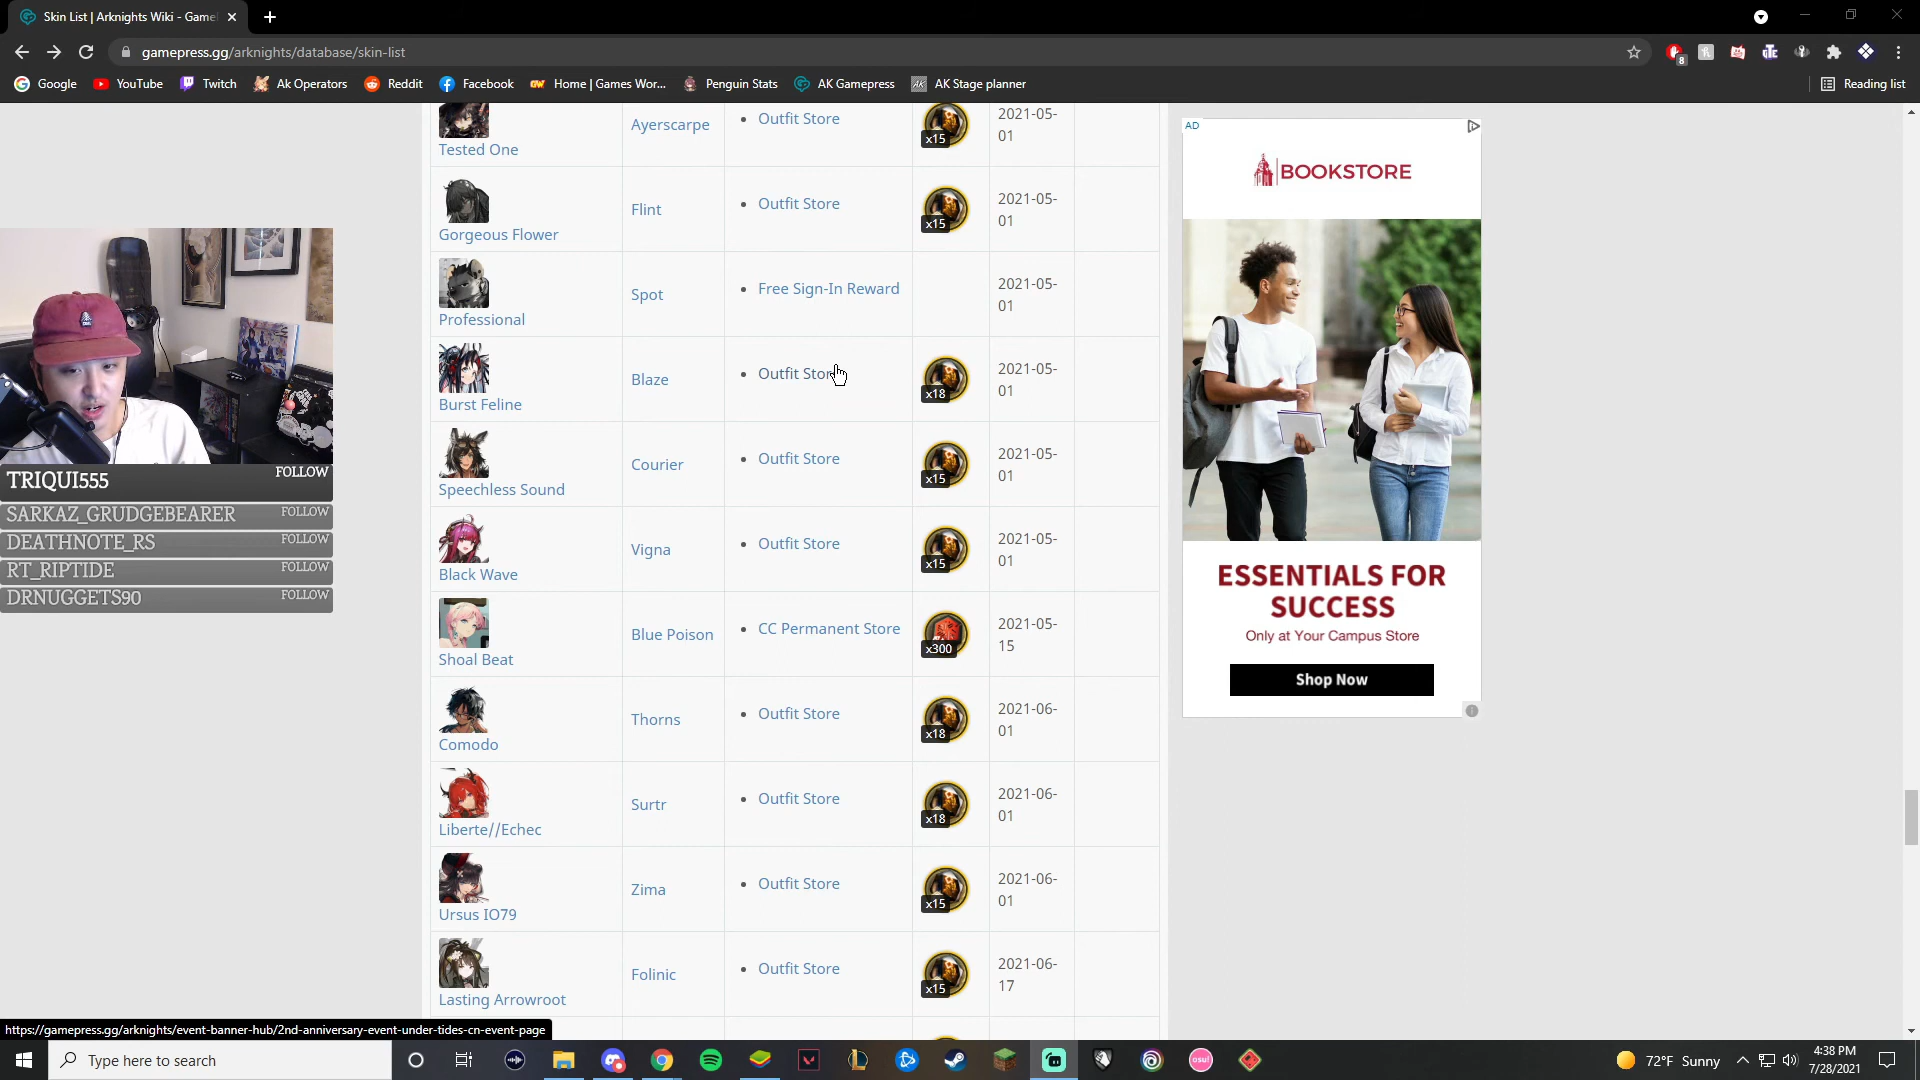 Skin List | Arknights Wiki - Game
gamepress.gg/arknights/database/skin-list
8
Google
YouTube
Twitch
Ak Operators
Reddit
Facebook
Home | Games Wor...
Penguin Stats
AK Gamepress
AK Stage planner
Reading list
Tested One
Ayerscarpe
Outfit Store
x15
2021-05-
01
Gorgeous Flower
Flint
Outfit Store
x15
2021-05-
01
Professional
Spot
Free Sign-In Reward
2021-05-
01
Burst Feline
Blaze
Outfit Store
x18
2021-05-
01
Speechless Sound
Courier
Outfit Store
x15
2021-05-
01
Black Wave
Vigna
Outfit Store
x15
2021-05-
01
Shoal Beat
Blue Poison
CC Permanent Store
x300
2021-05-
15
Comodo
Thorns
Outfit Store
x18
2021-06-
01
Liberte//Echec
Surtr
Outfit Store
x18
2021-06-
01
Ursus IO79
Zima
Outfit Store
x15
2021-06-
01
Lasting Arrowroot
Folinic
Outfit Store
x15
2021-06-
17
AD
BOOKSTORE
ESSENTIALS FOR
SUCCESS
Only at Your Campus Store
Shop Now
TRIQUI555 FOLLOW
SARKAZ_GRUDGEBEARER FOLLOW
DEATHNOTE_RS FOLLOW
RT_RIPTIDE FOLLOW
DRNUGGETS90 FOLLOW
https://gamepress.gg/arknights/event-banner-hub/2nd-anniversary-event-under-tides-cn-event-page
Type here to search
osu!
72°F Sunny
4:38 PM
7/28/2021